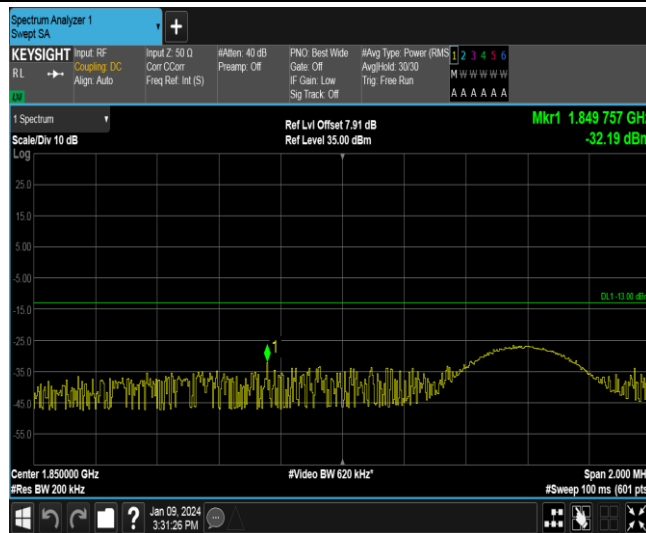 Spectrum Analyzer 1
Swept SA
+
KEYSIGHT
RL
LXI
Input: RF
Coupling: DC
Align: Auto
Input Z: 50 Ω
Corr CCorr
Freq Ref: Int (S)
#Atten: 40 dB
Preamp: Off
PNO: Best Wide
Gate: Off
IF Gain: Low
Sig Track: Off
#Avg Type: Power (RMS
Avg|Hold: 30/30
Trig: Free Run
1 2 3 4 5 6
M W W W W W
A A A A A A
1 Spectrum
Scale/Div 10 dB
Log
Ref Lvl Offset 7.91 dB
Ref Level 35.00 dBm
Mkr1 1.849 757 GH
-32.19 dBm
25.0
15.0
5.00
-5.00
-15.0
-25.0
-35.0
-45.0
-55.0
DL1 -13.00 dBm
1
Center 1.850000 GHz
#Res BW 200 kHz
#Video BW 620 kHz*
Span 2.000 MH
#Sweep 100 ms (601 pts
?
Jan 09, 2024
3:31:26 PM